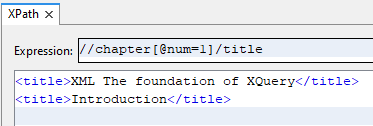 XPath ×
Expression: //chapter[@num=1]/title
<title>XML The foundation of XQuery</title>
<title>Introduction</title>